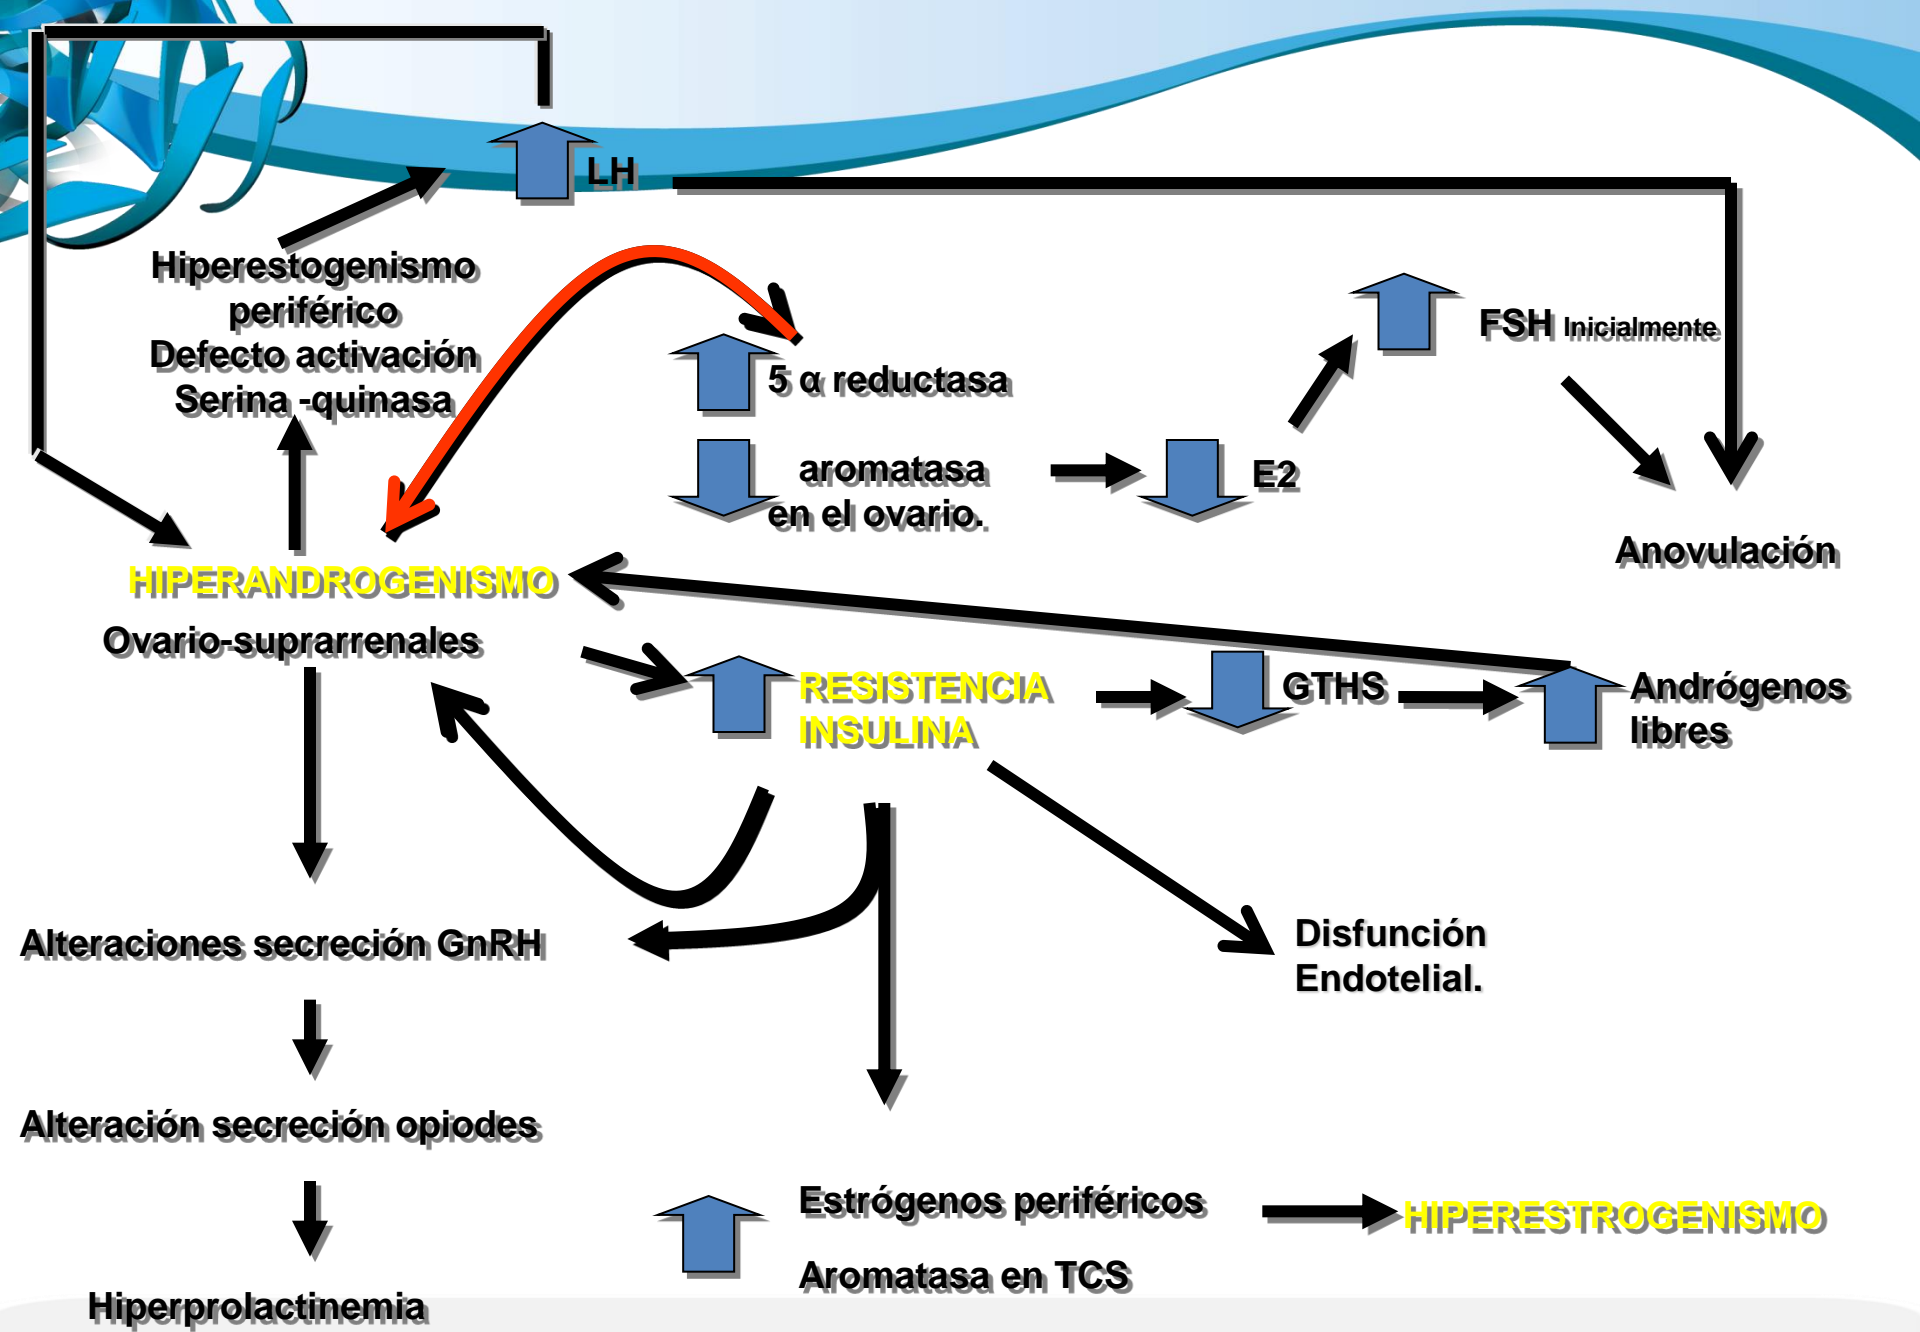 LH
Hiperestogenismo
periférico
Defecto activación
Serina -quinasa
5 α reductasa
aromatasa
en el ovario.
E2
FSH Inicialmente
Anovulación
HIPERANDROGENISMO
Ovario-suprarrenales
RESISTENCIA
INSULINA
GTHS
Andrógenos
libres
Alteraciones secreción GnRH
Disfunción
Endotelial.
Alteración secreción opiodes
Estrógenos periféricos
HIPERESTROGENISMO
Aromatasa en TCS
Hiperprolactinemia